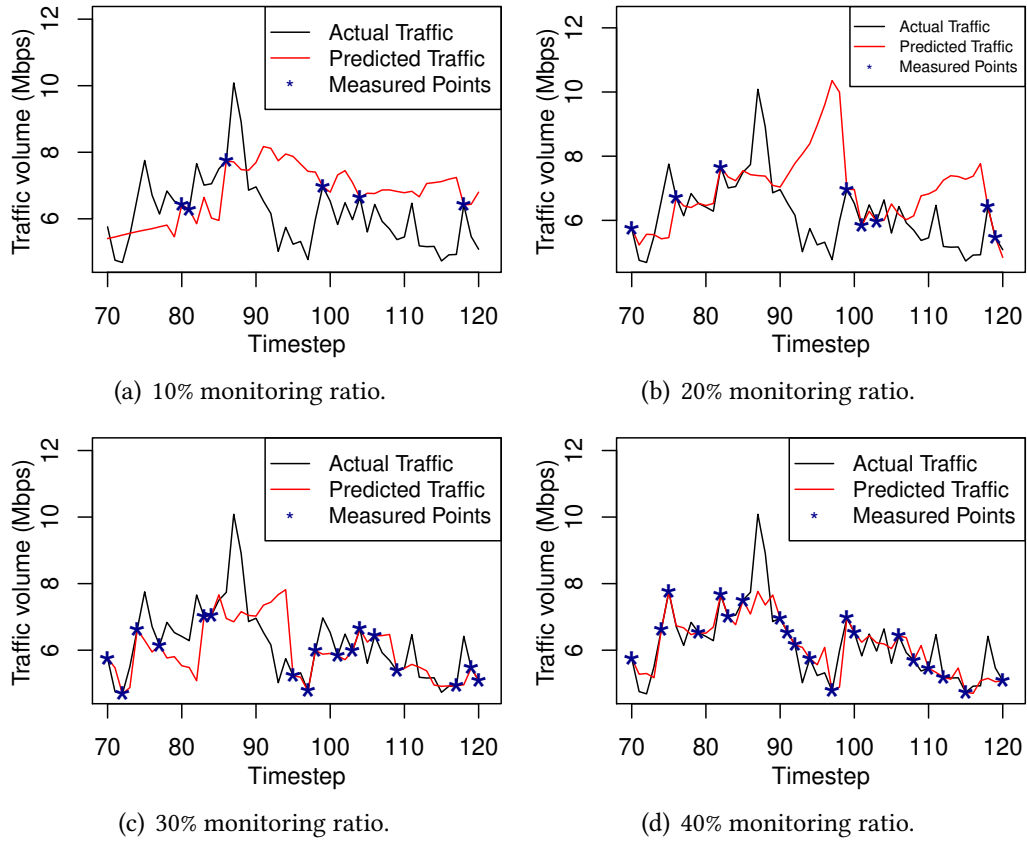 Traffic volume (Mbps)
6 8 10 12
Actual Traffic
Predicted Traffic
* Measured Points
70 80 90 100 110 120
Timestep
(a) 10% monitoring ratio.
Traffic volume (Mbps)
6 8 10 12
Actual Traffic
Predicted Traffic
* Measured Points
70 80 90 100 110 120
Timestep
(b) 20% monitoring ratio.
Traffic volume (Mbps)
6 8 10 12
Actual Traffic
Predicted Traffic
* Measured Points
70 80 90 100 110 120
Timestep
(c) 30% monitoring ratio.
Traffic volume (Mbps)
6 8 10 12
Actual Traffic
Predicted Traffic
* Measured Points
70 80 90 100 110 120
Timestep
(d) 40% monitoring ratio.